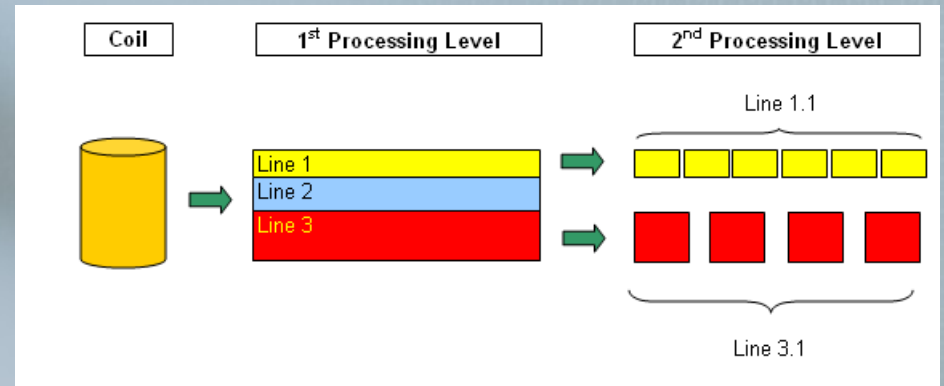 Coil
1st Processing Level
2nd Processing Level
Line 1.1
Line 1
Line 2
Line 3
Line 3.1